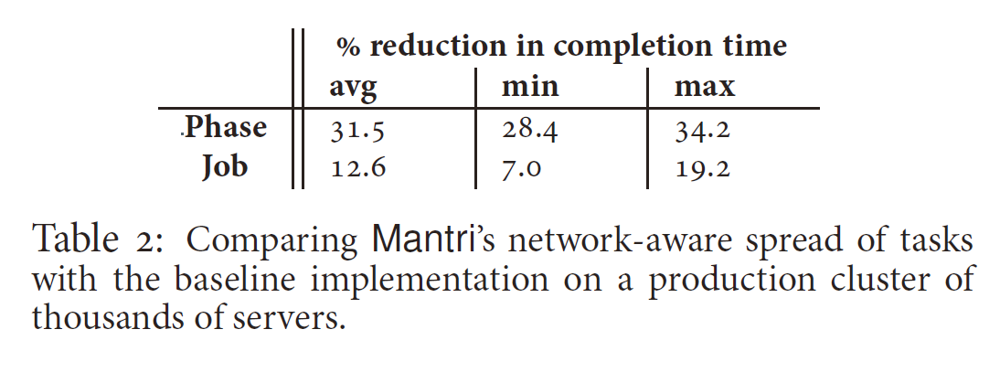 % reduction in completion time
avg min max
Phase 31.5 28.4 34.2
Job 12.6 7.0 19.2
Table 2: Comparing Mantri's network-aware spread of tasks
with the baseline implementation on a production cluster of
thousands of servers.